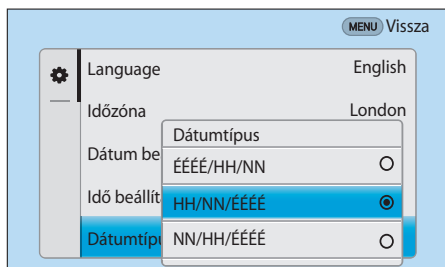 MENU Vissza
Language English
Időzóna London
Dátumtípus
Dátum be
ÉÉÉÉ/HH/NN
Idő beállít
HH/NN/ÉÉÉÉ
Dátumtípu
NN/HH/ÉÉÉÉ